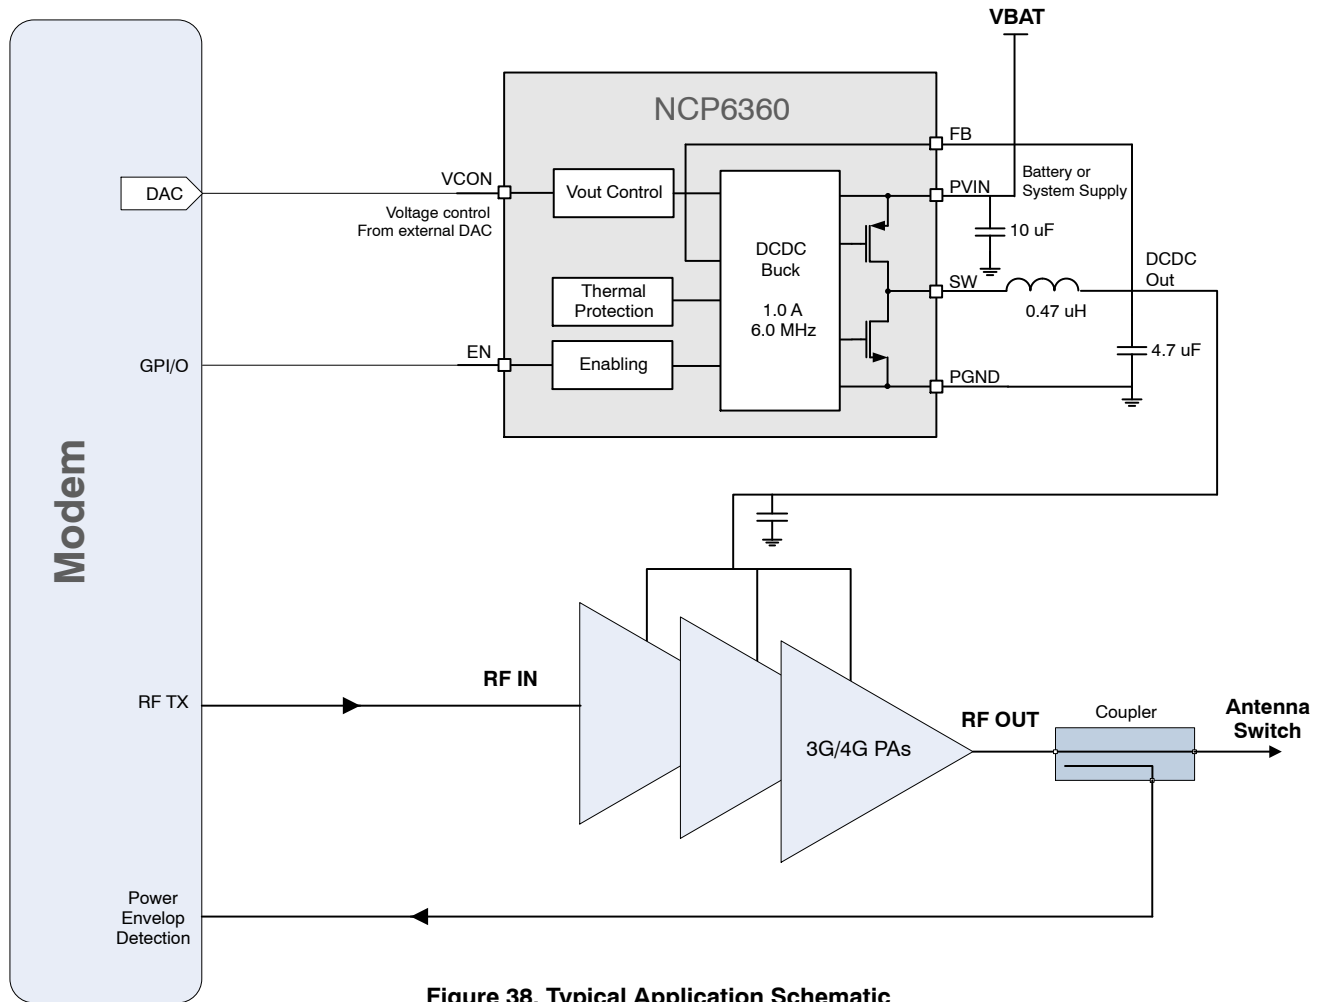 VBAT
NCP6360
FB
DAC
VCON
Voltage control
From external DAC
Vout Control
PVIN
Battery or
System Supply
10 uF
DCDC
Buck
1.0 A
6.0 MHz
Thermal
Protection
SW
0.47 uH
DCDC
Out
GPI/O
EN
Enabling
PGND
4.7 uF
Modem
RF TX
RF IN
3G/4G PAs
RF OUT
Coupler
Antenna
Switch
Power
Envelop
Detection
Figure 38. Typical Application Schematic